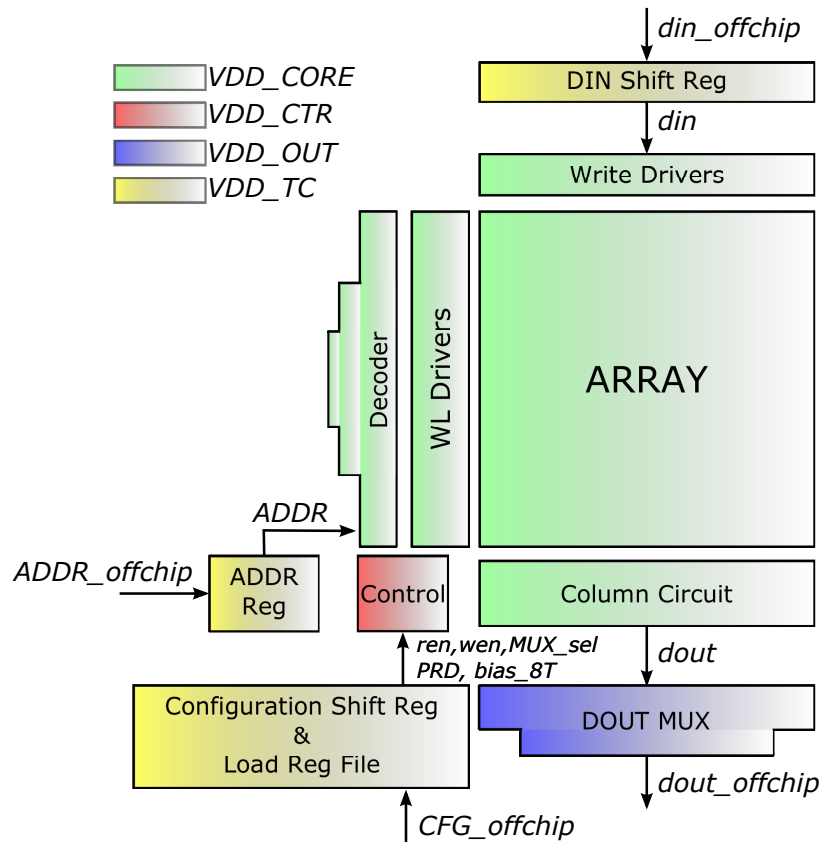 din_offchip
VDD_CORE
VDD_CTR
VDD_OUT
VDD_TC
DIN Shift Reg
din
Write Drivers
Decoder
WL Drivers
ARRAY
ADDR
ADDR_offchip
ADDR
Reg
Control
Column Circuit
ren,wen,MUX_sel
PRD, bias_8T
dout
Configuration Shift Reg
&
Load Reg File
DOUT MUX
dout_offchip
CFG_offchip